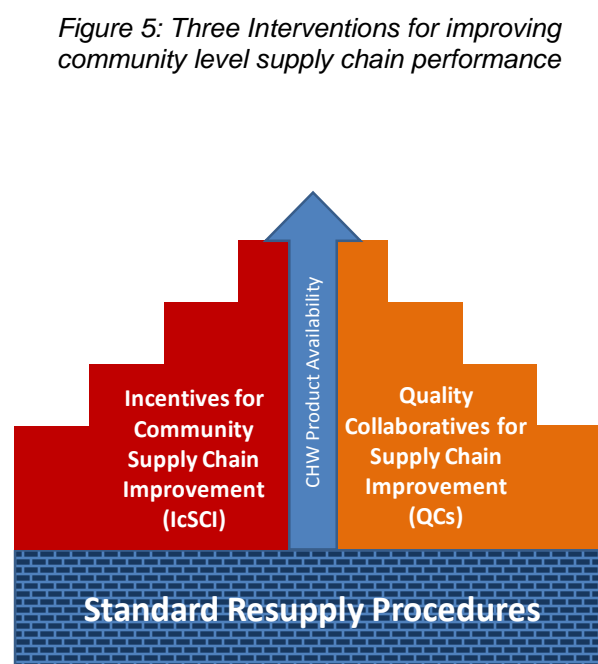 Figure 5: Three Interventions for improving
community level supply chain performance
CHW Product Availability
Incentives for
Community
Supply Chain
Improvement
(IcSCI)
Quality
Collaboratives for
Supply Chain
Improvement
(QCs)
Standard Resupply Procedures